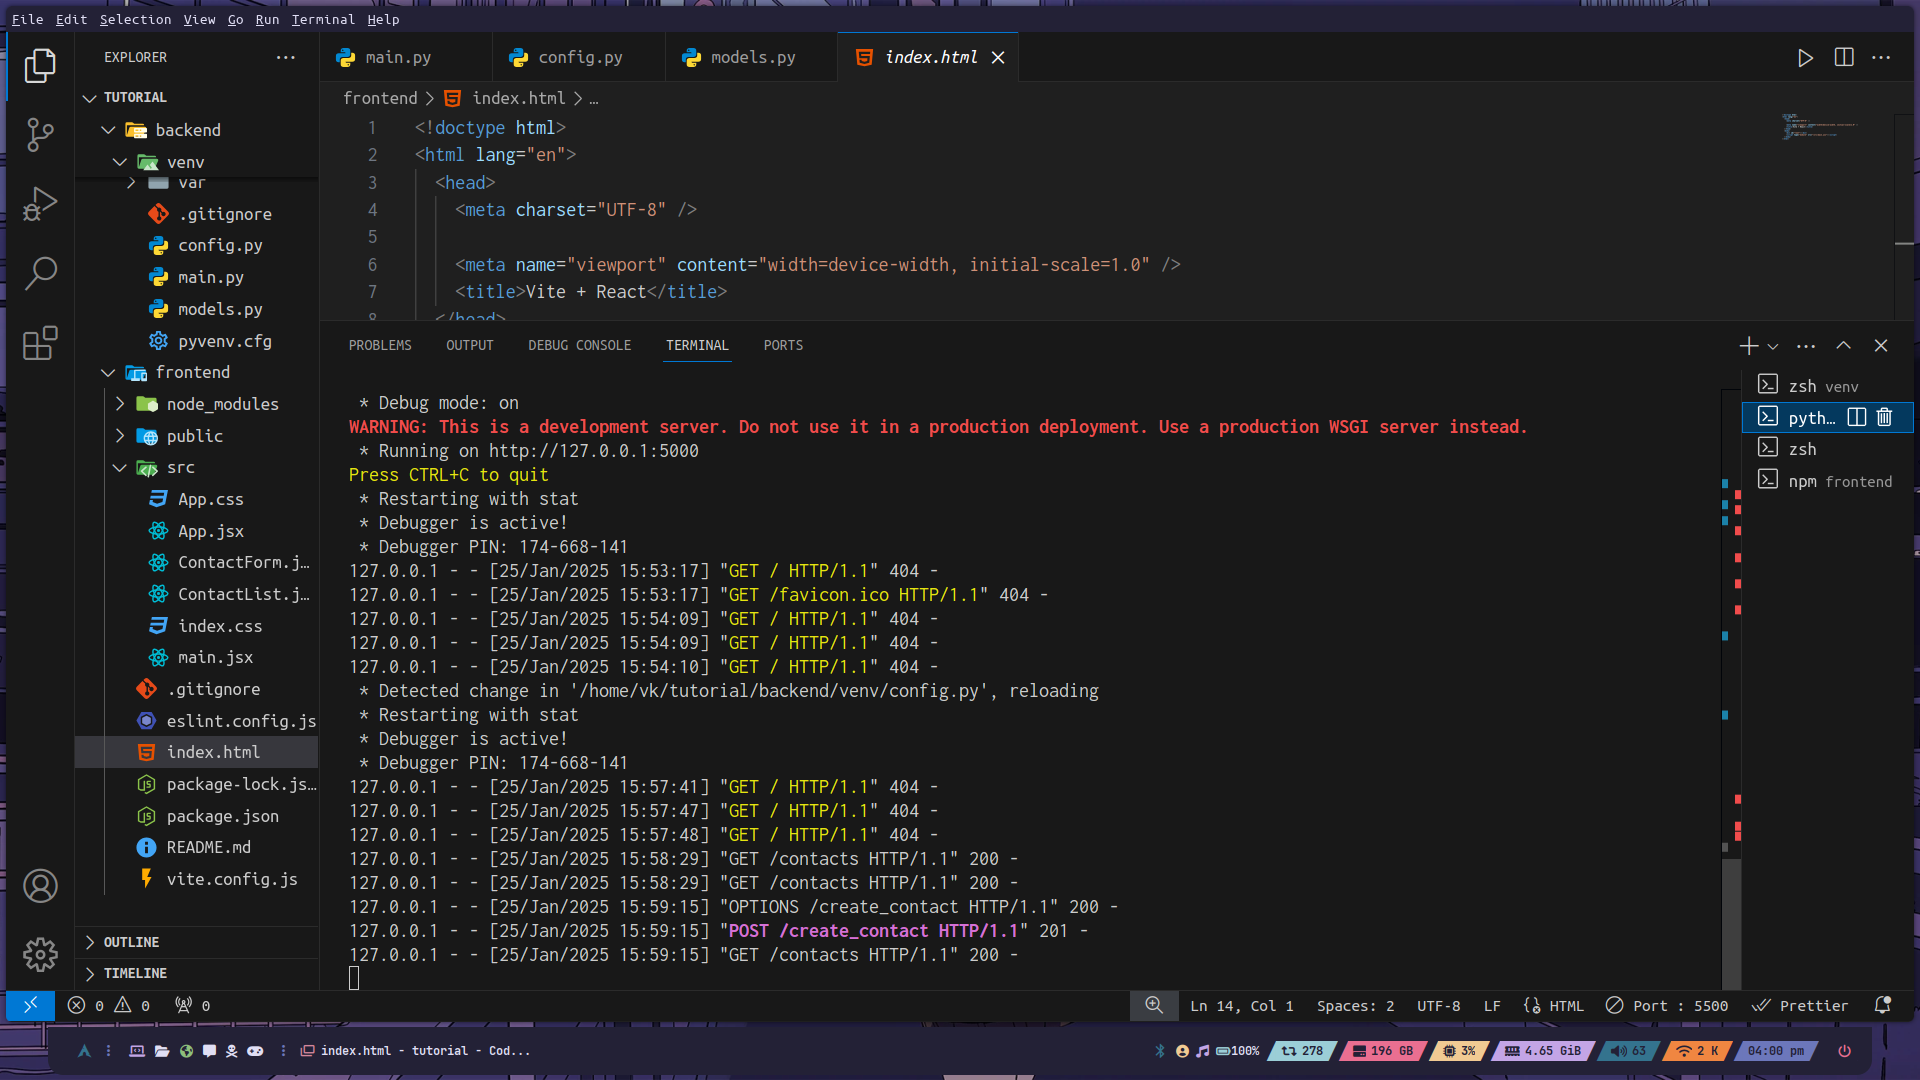 File Edit Selection View Go Run Terminal Help
EXPLORER
TUTORIAL
backend
venv
var
.gitignore
config.py
main.py
models.py
pyvenv.cfg
frontend
node_modules
public
src
App.css
App.jsx
ContactForm.j...
ContactList.j...
index.css
main.jsx
.gitignore
eslint.config.js
index.html
package-lock.js...
package.json
README.md
vite.config.js
OUTLINE
TIMELINE
main.py config.py models.py index.html
frontend > index.html > ...
1 <!doctype html>
2 <html lang="en">
3 <head>
4 <meta charset="UTF-8" />
5
6 <meta name="viewport" content="width=device-width, initial-scale=1.0" />
7 <title>Vite + React</title>
8 </head>
PROBLEMS OUTPUT DEBUG CONSOLE TERMINAL PORTS
* Debug mode: on
WARNING: This is a development server. Do not use it in a production deployment. Use a production WSGI server instead.
* Running on http://127.0.0.1:5000
Press CTRL+C to quit
* Restarting with stat
* Debugger is active!
* Debugger PIN: 174-668-141
127.0.0.1 - - [25/Jan/2025 15:53:17] "GET / HTTP/1.1" 404 -
127.0.0.1 - - [25/Jan/2025 15:53:17] "GET /favicon.ico HTTP/1.1" 404 -
127.0.0.1 - - [25/Jan/2025 15:54:09] "GET / HTTP/1.1" 404 -
127.0.0.1 - - [25/Jan/2025 15:54:09] "GET / HTTP/1.1" 404 -
127.0.0.1 - - [25/Jan/2025 15:54:10] "GET / HTTP/1.1" 404 -
* Detected change in '/home/vk/tutorial/backend/venv/config.py', reloading
* Restarting with stat
* Debugger is active!
* Debugger PIN: 174-668-141
127.0.0.1 - - [25/Jan/2025 15:57:41] "GET / HTTP/1.1" 404 -
127.0.0.1 - - [25/Jan/2025 15:57:47] "GET / HTTP/1.1" 404 -
127.0.0.1 - - [25/Jan/2025 15:57:48] "GET / HTTP/1.1" 404 -
127.0.0.1 - - [25/Jan/2025 15:58:29] "GET /contacts HTTP/1.1" 200 -
127.0.0.1 - - [25/Jan/2025 15:58:29] "GET /contacts HTTP/1.1" 200 -
127.0.0.1 - - [25/Jan/2025 15:59:15] "OPTIONS /create_contact HTTP/1.1" 200 -
127.0.0.1 - - [25/Jan/2025 15:59:15] "POST /create_contact HTTP/1.1" 201 -
127.0.0.1 - - [25/Jan/2025 15:59:15] "GET /contacts HTTP/1.1" 200 -
zsh venv
pyth...
zsh
npm frontend
0 0 0 Ln 14, Col 1 Spaces: 2 UTF-8 LF HTML Port : 5500 Prettier
index.html - tutorial - Cod... 100% 278 196 GB 3% 4.65 GiB 63 2 K 04:00 pm